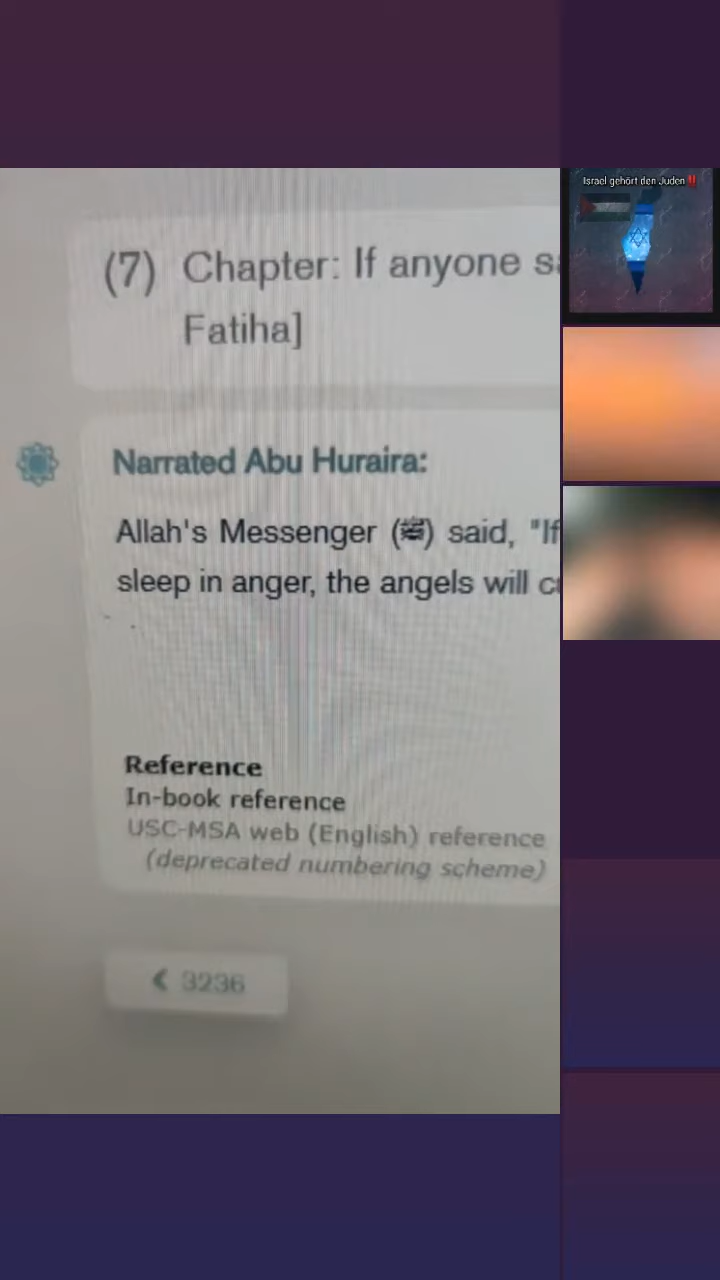 (7) Chapter: If anyone
Fatiha]
Narrated Abu Huraira:
Allah's Messenger (ﷺ) said, "If
sleep in anger, the angels will
Reference
In-book reference
USC-MSA web (English) reference
(deprecated numbering scheme)
3236
Israel gehört den Juden‼️